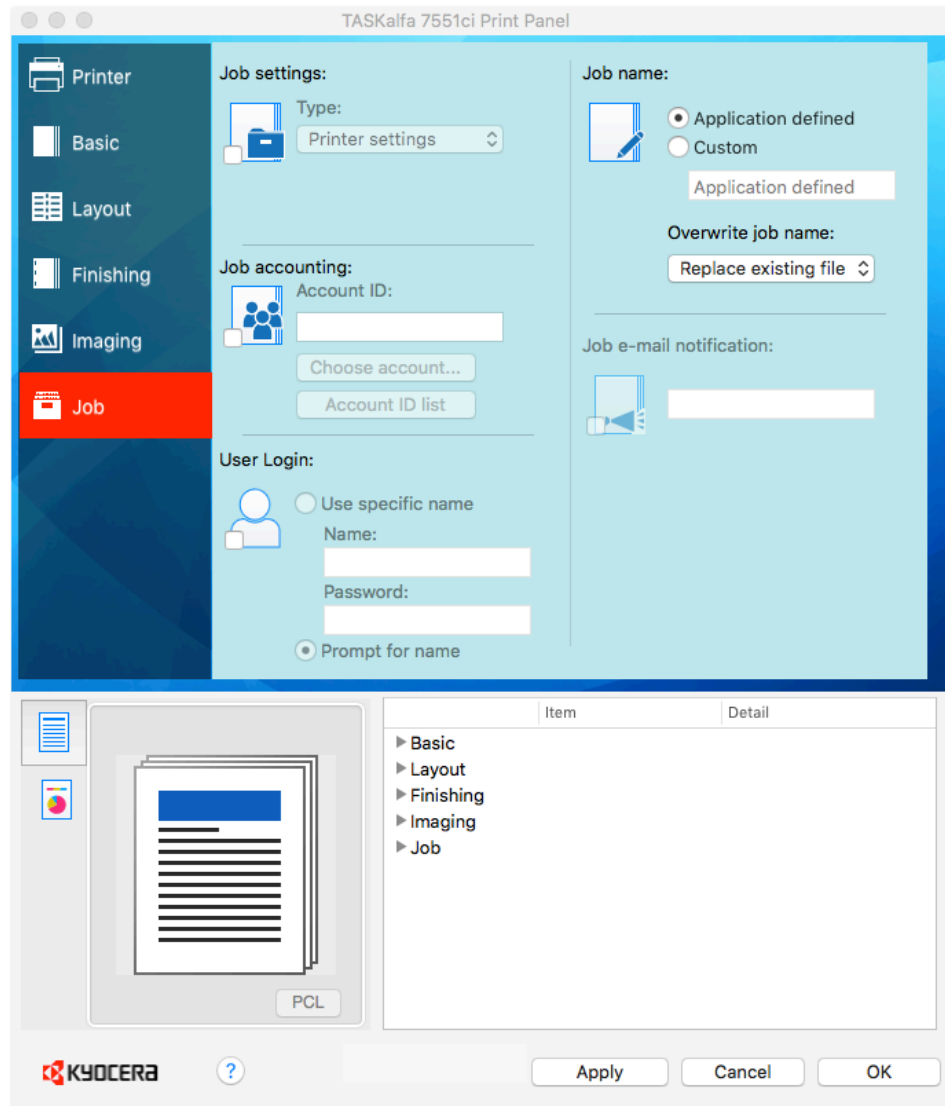 TASKalfa 7551ci Print Panel
Printer
Basic
Layout
Finishing
Imaging
Job
Job settings:
Type:
Printer settings
Job accounting:
Account ID:
Choose account...
Account ID list
User Login:
Use specific name
Name:
Password:
Prompt for name
Job name:
Application defined
Custom
Application defined
Overwrite job name:
Replace existing file
Job e-mail notification:
PCL
Item Detail
Basic
Layout
Finishing
Imaging
Job
KYOCERA
?
Apply Cancel OK